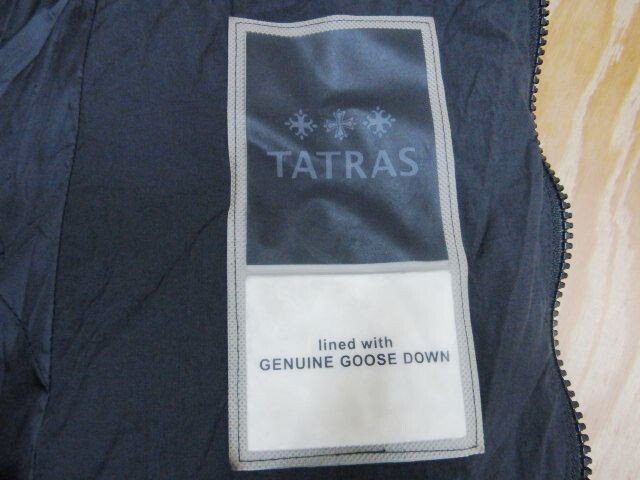 TATRAS
lined with
GENUINE GOOSE DOWN